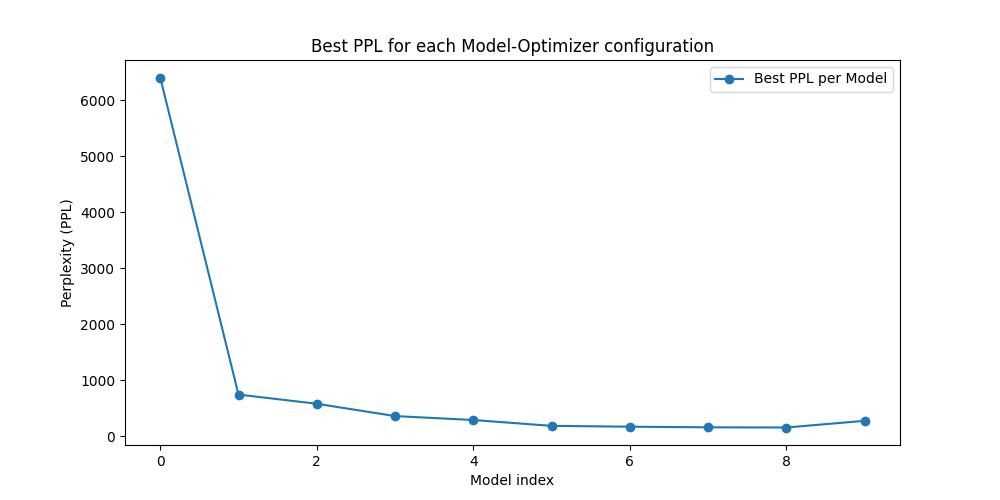 Best PPL for each Model-Optimizer configuration
Best PPL per Model
Perplexity (PPL)
6000
5000
4000
3000
2000
1000
0
0 2 4 6 8
Model index